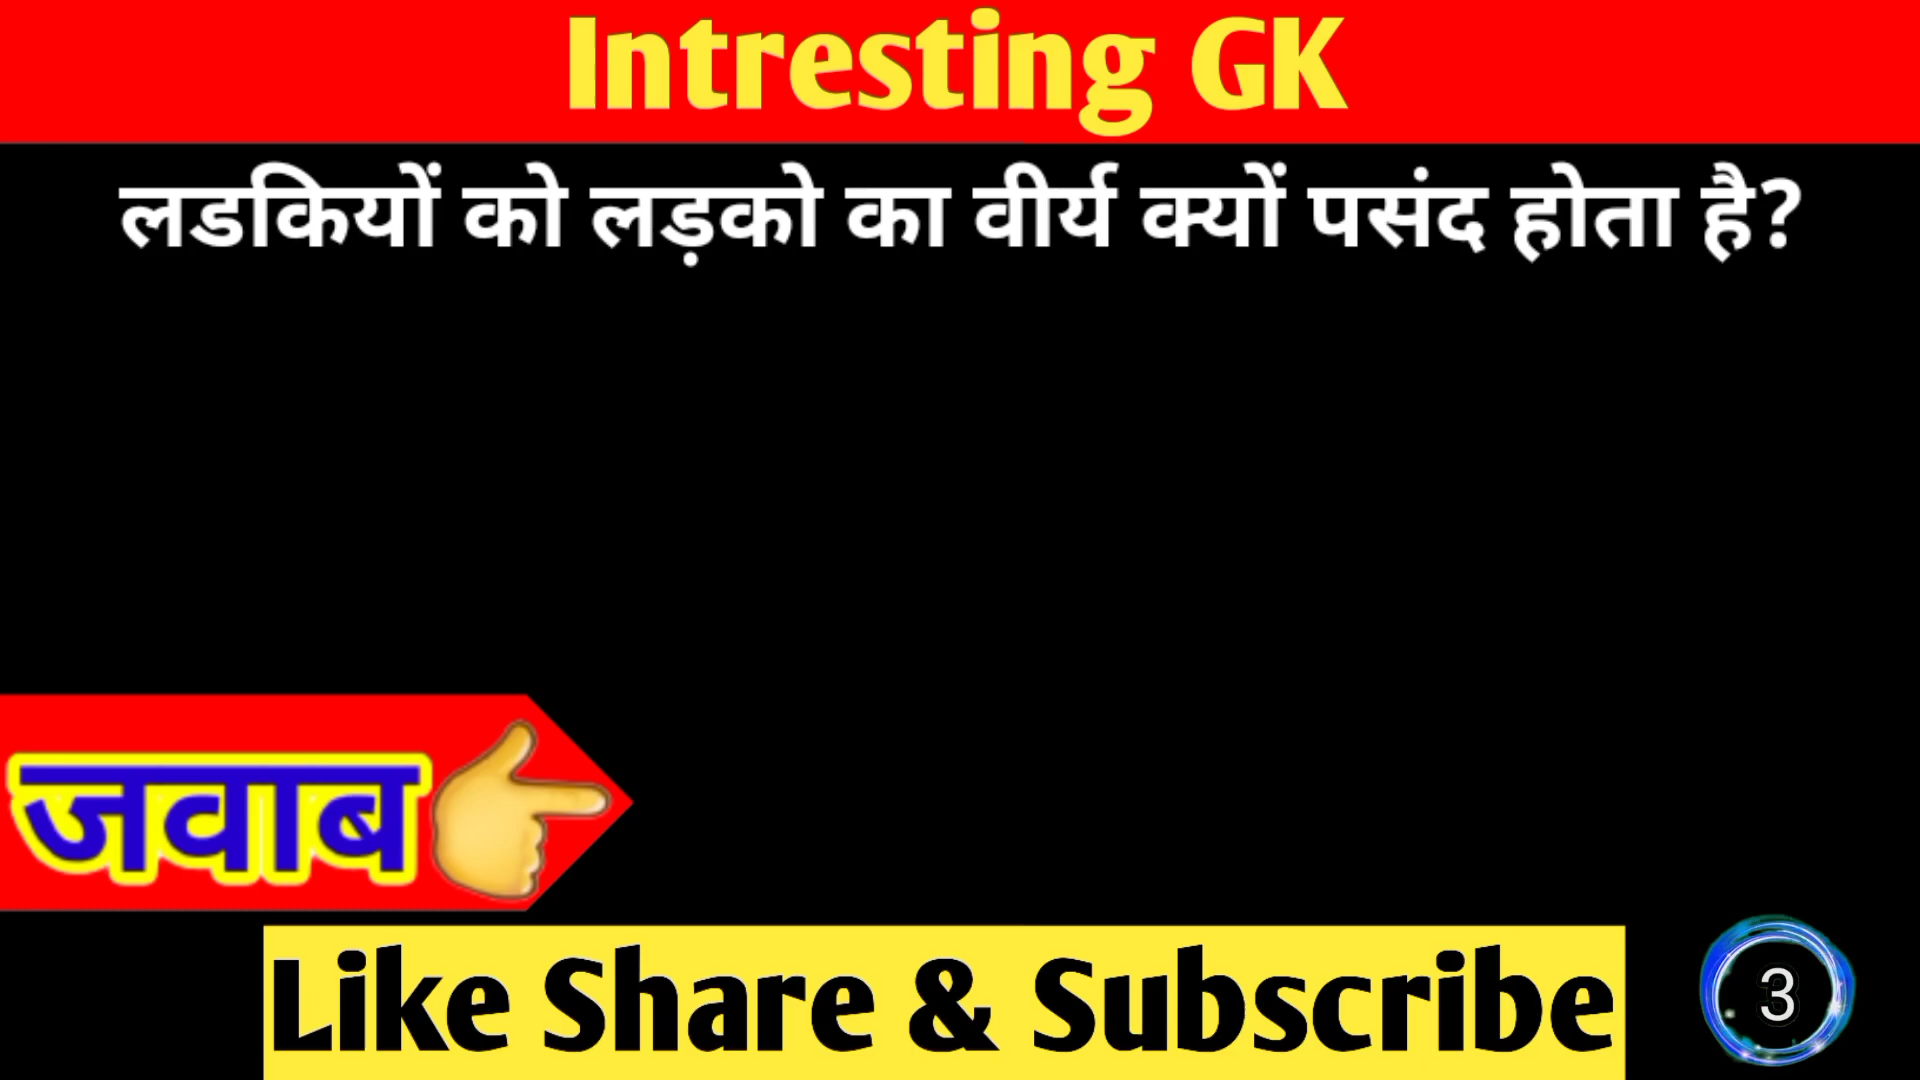 Intresting GK
लडकियों को लड़को का वीर्य क्यों पसंद होता है?
जवाब
Like Share & Subscribe
3